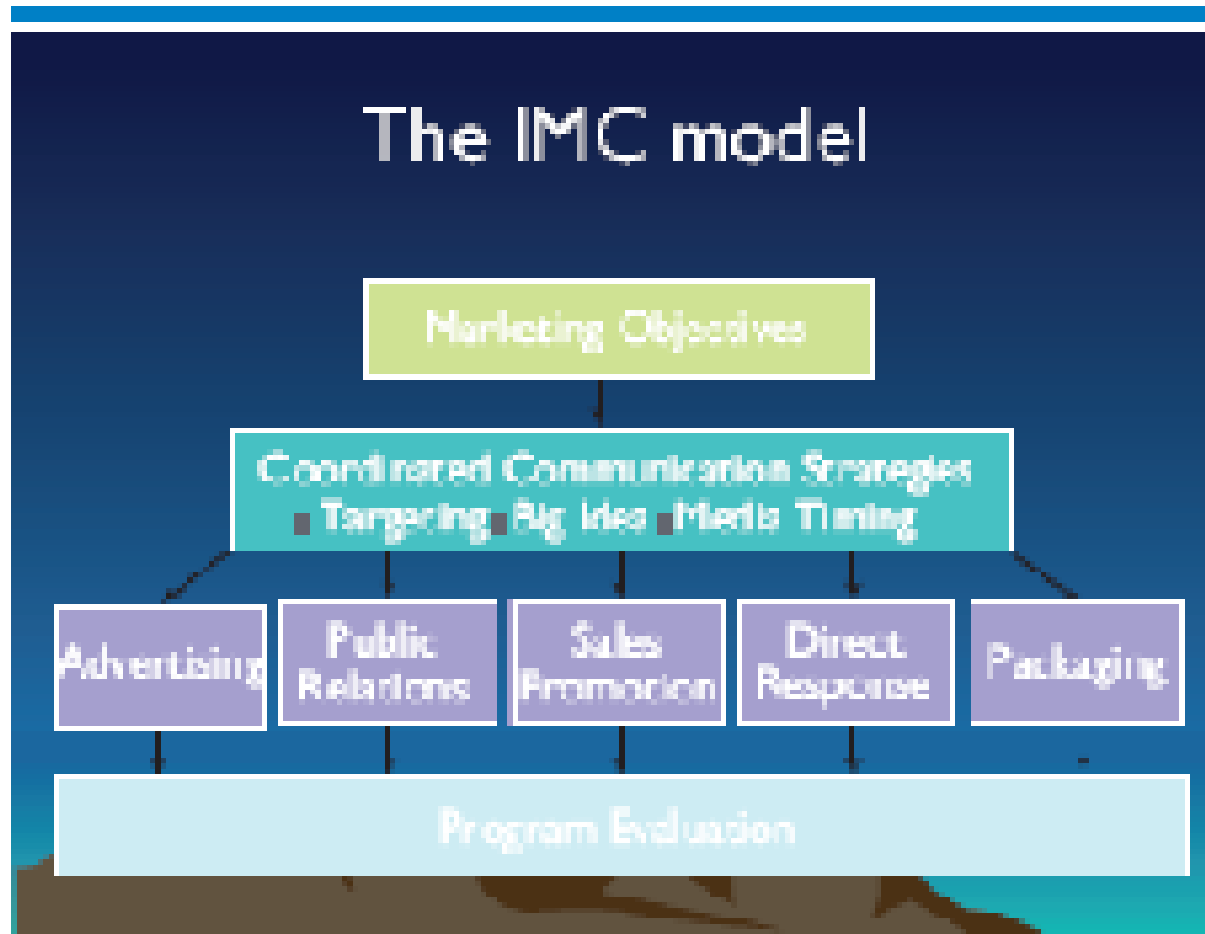 The IMC model
Marketing Objectives
Coordinated Communication Strategies
■ Targeting ■ Big Idea ■ Media Timing
Advertising
Public
Relations
Sales
Promotion
Direct
Response
Packaging
Program Evaluation